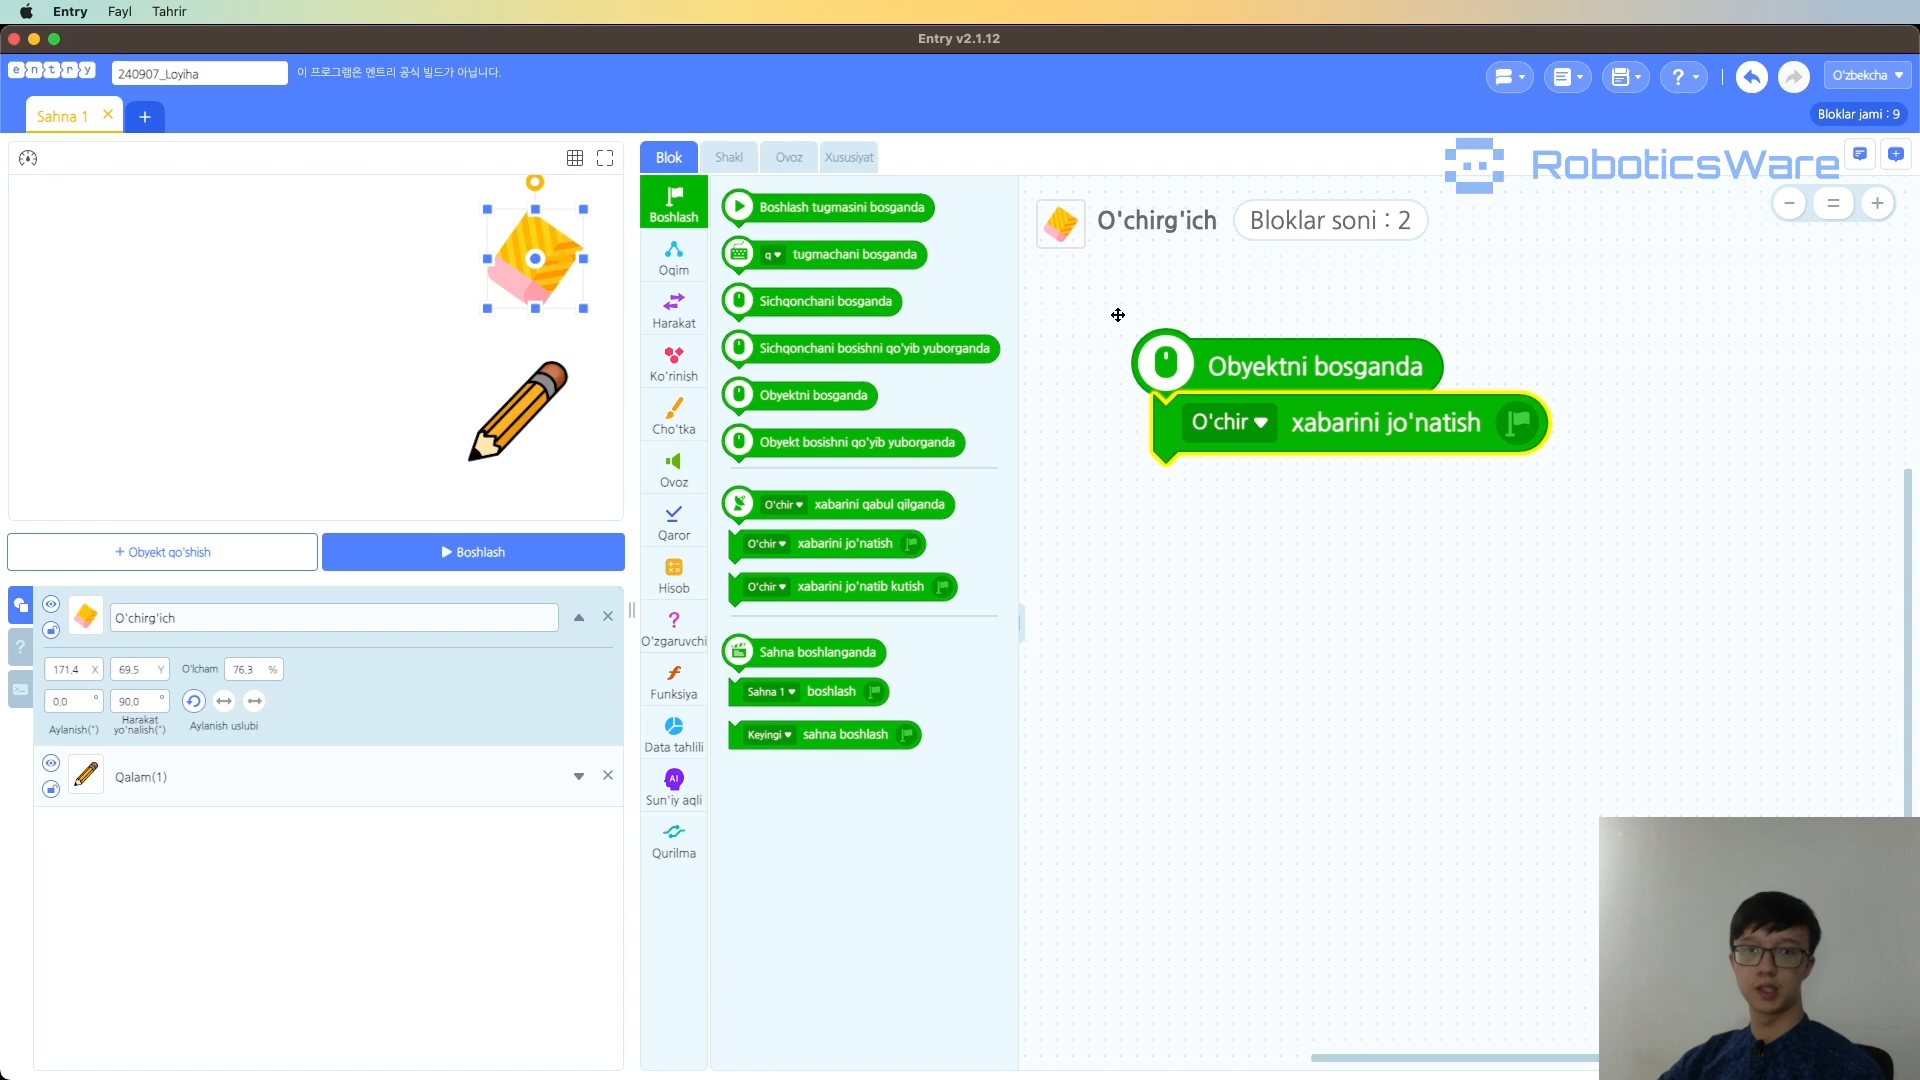 Entry Fayl Tahrir
Entry v2.1.12
entry 240907_Loyiha 이 프로그램은 엔트리 공식 빌드가 아닙니다. O'zbekcha
Sahna 1
Bloklar jami : 9
Blok Shakl Ovoz Xususiyat
RoboticsWare
Boshlash
Oqim
Harakat
Ko'rinish
Cho'tka
Ovoz
Qaror
Hisob
O'zgaruvchi
Funksiya
Data tahlili
AI
Sun'iy aqli
Qurilma
Boshlash tugmasini bosganda
q tugmachani bosganda
Sichqonchani bosganda
Sichqonchani bosishni qo'yib yuborganda
Obyektni bosganda
Obyekt bosishni qo'yib yuborganda
O'chir xabarini qabul qilganda
O'chir xabarini jo'natish
O'chir xabarini jo'natib kutish
Sahna boshlanganda
Sahna 1 boshlash
Keyingi sahna boshlash
O'chirg'ich Bloklar soni : 2
Obyektni bosganda
O'chir xabarini jo'natish
+ Obyekt qo'shish
Boshlash
O'chirg'ich
171.4 X 69.5 Y O'lcham 76.3 %
0.0 ° 90.0 °
Aylanish(°) Harakat yo'nalish(°) Aylanish uslubi
Qalam(1)